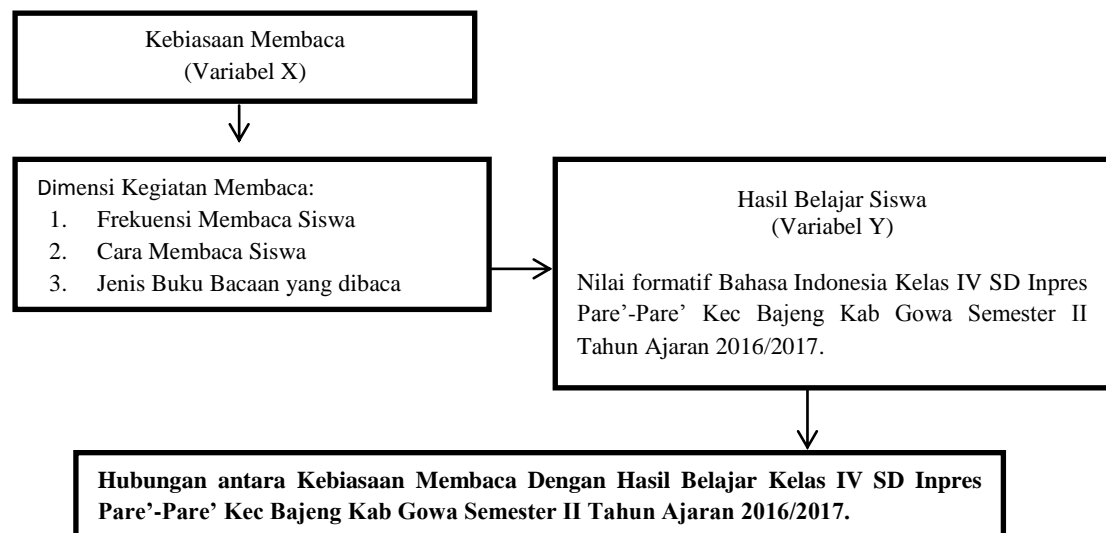 Kebiasaan Membaca
(Variabel X)
Dimensi Kegiatan Membaca:
1. Frekuensi Membaca Siswa
2. Cara Membaca Siswa
3. Jenis Buku Bacaan yang dibaca
Hasil Belajar Siswa
(Variabel Y)
Nilai formatif Bahasa Indonesia Kelas IV SD Inpres
Pare’-Pare’ Kec Bajeng Kab Gowa Semester II
Tahun Ajaran 2016/2017.
Hubungan antara Kebiasaan Membaca Dengan Hasil Belajar Kelas IV SD Inpres
Pare’-Pare’ Kec Bajeng Kab Gowa Semester II Tahun Ajaran 2016/2017.